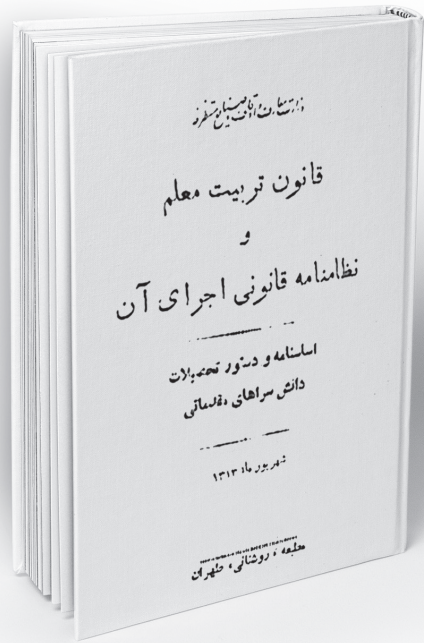 وزارت معارف و اوقاف و صنایع مستظرفه
قانون تربیت معلم
و
نظامنامه قانونی اجرای آن
اساسنامه و دستور تحصیلات
دانش سراهای مقدماتی
شهریور ماه ۱۳۱۳
مطبعه «روشنائی» طهران